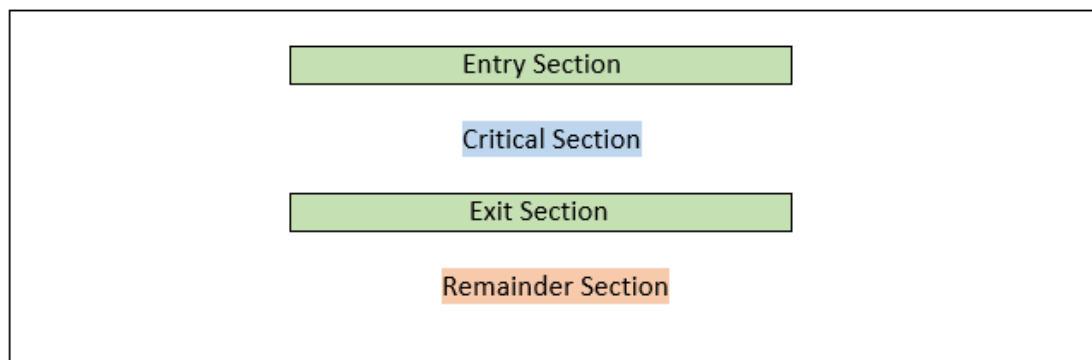 Entry Section
Critical Section
Exit Section
Remainder Section